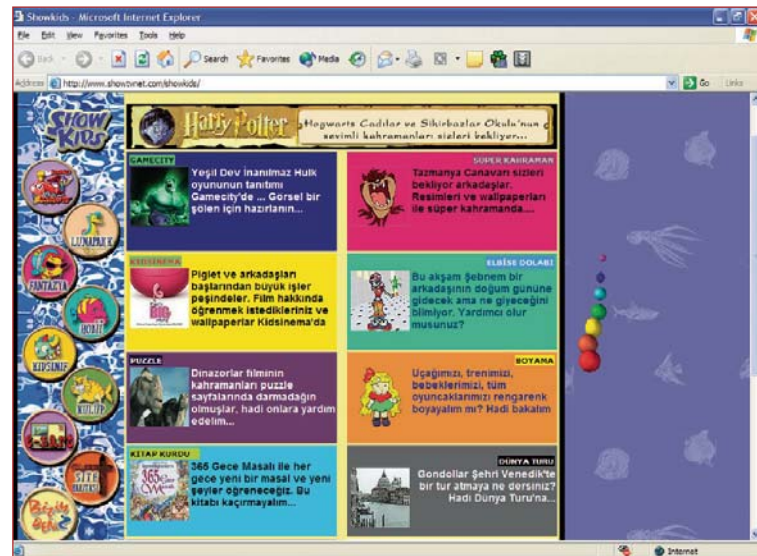 Showkids - Microsoft Internet Explorer
File Edit View Favorites Tools Help
Back Search Favorites Media
Address http://www.showtvnet.com/showkids/ Go Links
SHOW KIDS
Harry Potter
Hogwarts Cadılar ve Sihirbazlar Okulu'nun
sevimli kahramanları sizleri bekliyor...
LUNAPARK
FANTAZYA
HOBİT
KIDSINIF
KULÜP
E-KART
SITE HARİTASI
GAMECITY
Yeşil Dev İnanılmaz Hulk
oyununun tanıtımı
Gamecity'de ... Görsel bir
şölen için hazırlanın...
SÜPER KAHRAMAN
Tazmanya Canavarı sizleri
bekliyor arkadaşlar.
Resimleri ve wallpaperları
ile süper kahramanda....
KIDSINEMA
BIG
Piglet ve arkadaşları
başlarından büyük işler
peşindeler. Film hakkında
öğrenmek istedikleriniz ve
wallpaperlar Kidsinema'da
ELBİSE DOLABI
Bu akşam Şebnem bir
arkadaşının doğum gününe
gidecek ama ne giyeceğini
bilmiyor. Yardımcı olur
musunuz?
PUZZLE
Dinazorlar filminin
kahramanları puzzle
sayfalarında darmadağın
olmuşlar, hadi onlara yardım
edelim...
BOYAMA
Uçağımızı, trenimizi,
bebeklerimizi, tüm
oyuncaklarımızı rengarenk
boyayalım mı? Hadi bakalım
KİTAP KURDU
365
365 Gece Masalı ile her
gece yeni bir masal ve yeni
şeyler öğreneceğiz. Bu
kitabı kaçırmayalım...
DÜNYA TURU
Gondollar Şehri Venedik'te
bir tur atmaya ne dersiniz?
Hadi Dünya Turu'na...
Internet